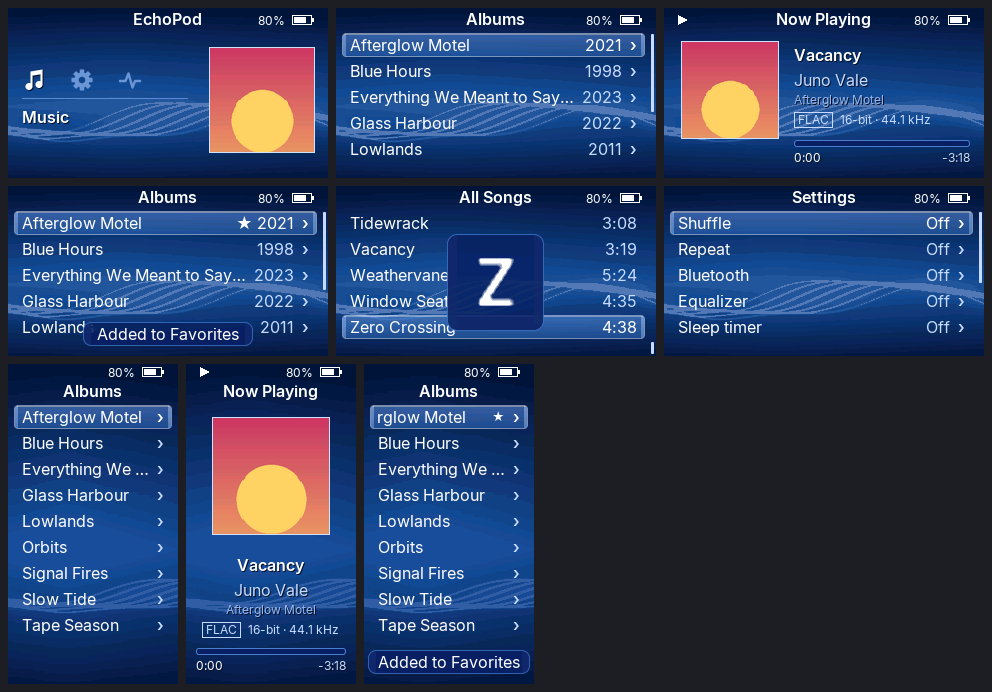 EchoPod 80%
Music
Albums 80%
Afterglow Motel 2021 ›
Blue Hours 1998 ›
Everything We Meant to Say... 2023 ›
Glass Harbour 2022 ›
Lowlands 2011 ›
Now Playing 80%
Vacancy
Juno Vale
Afterglow Motel
FLAC 16-bit · 44.1 kHz
0:00 -3:18
Albums 80%
Afterglow Motel ★ 2021 ›
Blue Hours 1998 ›
Everything We Meant to Say... 2023 ›
Glass Harbour 2022 ›
Lowlands 2011 ›
Added to Favorites
All Songs 80%
Tidewrack 3:08
Vacancy 3:19
Weathervane 5:24
Window Seat 4:35
Zero Crossing 4:38
Z
Settings 80%
Shuffle Off ›
Repeat Off ›
Bluetooth Off ›
Equalizer Off ›
Sleep timer Off ›
80%
Albums
Afterglow Motel ›
Blue Hours ›
Everything We ... ›
Glass Harbour ›
Lowlands ›
Orbits ›
Signal Fires ›
Slow Tide ›
Tape Season ›
80%
Now Playing
Vacancy
Juno Vale
Afterglow Motel
FLAC 16-bit · 44.1 kHz
0:00 -3:18
80%
Albums
rglow Motel ★ ›
Blue Hours ›
Everything We ... ›
Glass Harbour ›
Lowlands ›
Orbits ›
Signal Fires ›
Slow Tide ›
Tape Season ›
Added to Favorites